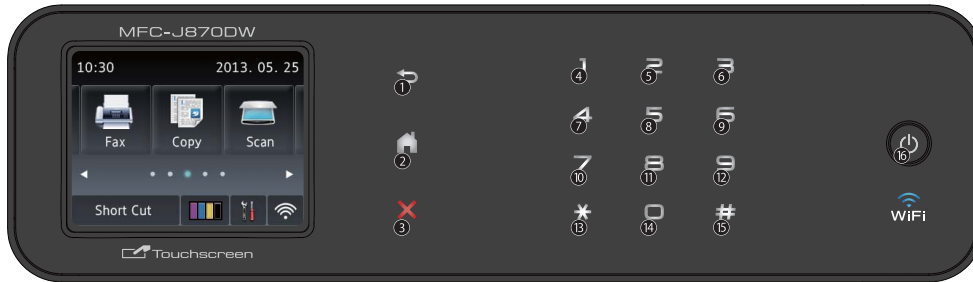 MFC-J870DW
10:30 2013. 05. 25
Fax Copy Scan
Short Cut
Touchscreen
1
2
3
1 2 3
4 5 6
4 5 6
7 8 9
7 8 9
10 11 12
* 0 #
13 14 15
16
WiFi